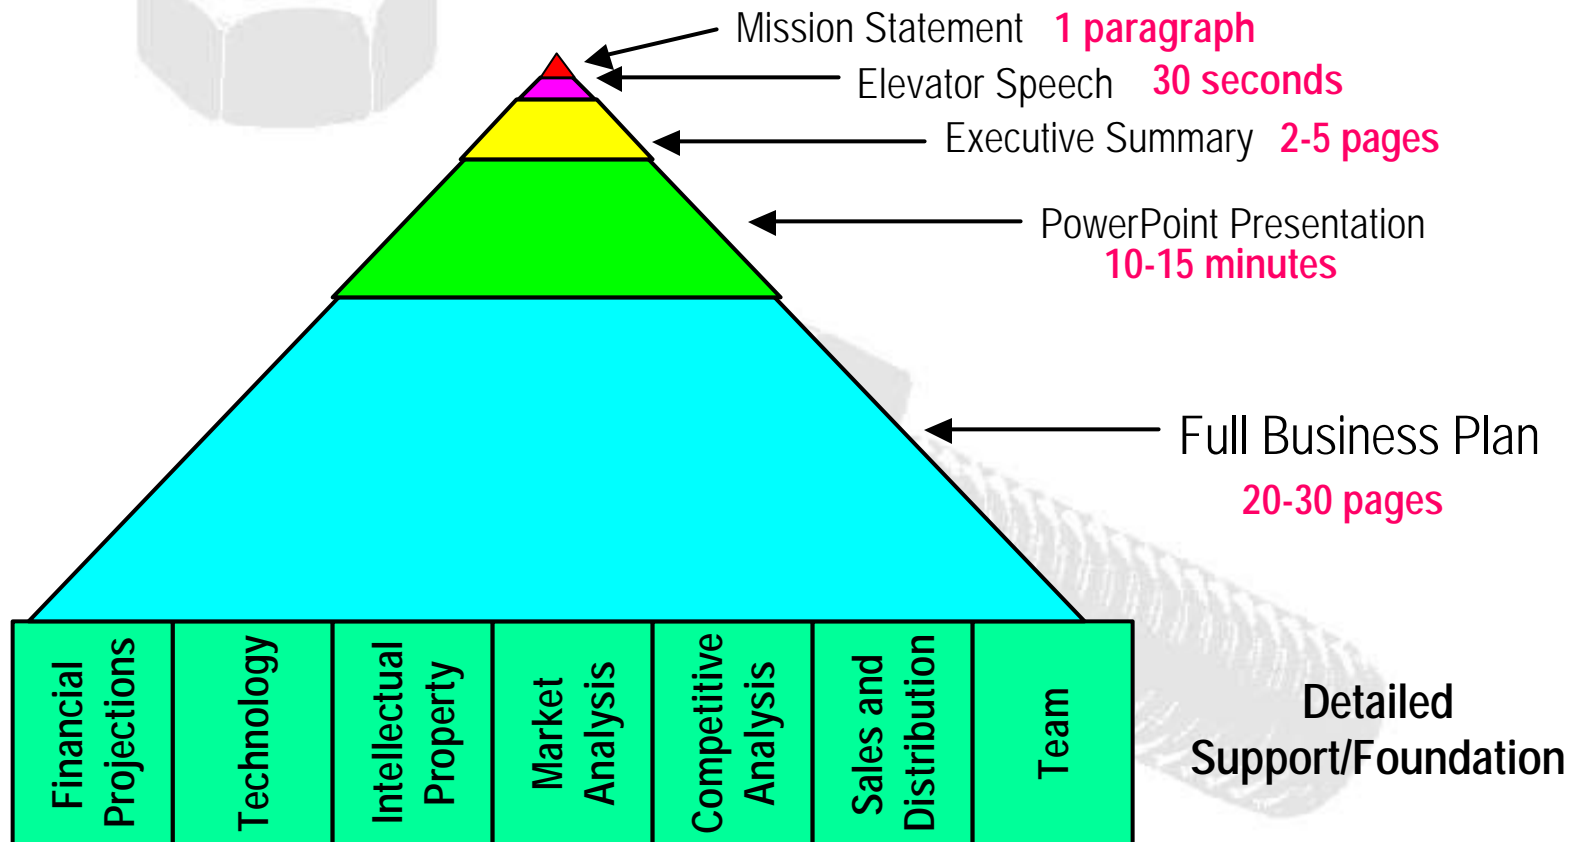 Mission Statement 1 paragraph
Elevator Speech 30 seconds
Executive Summary 2-5 pages
PowerPoint Presentation
10-15 minutes
Full Business Plan
20-30 pages
Financial
Projections
Technology
Intellectual
Property
Market
Analysis
Competitive
Analysis
Sales and
Distribution
Team
Detailed
Support/Foundation